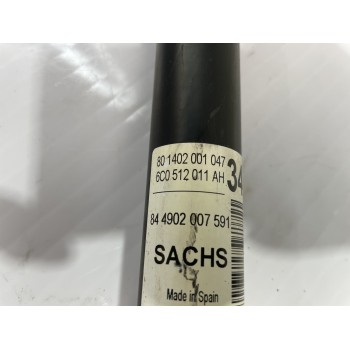 80 1402 001 047
6C0 512 011 AH
34
84 4902 007 591
SACHS
Made in Spain